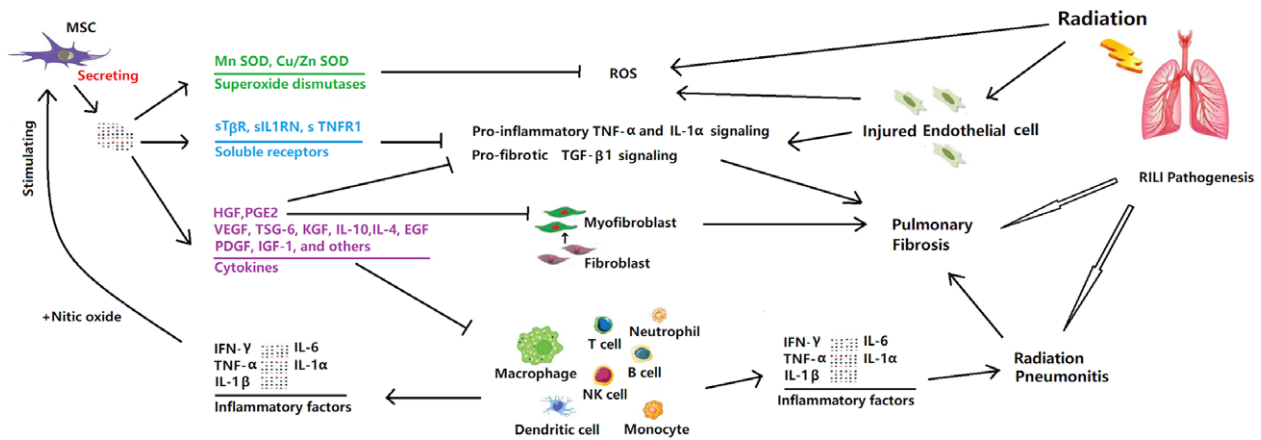 MSC
Secreting
Stimulating
+Nitic oxide
Mn SOD, Cu/Zn SOD
Superoxide dismutases
sTβR, sIL1RN, s TNFR1
Soluble receptors
HGF,PGE2
VEGF, TSG-6, KGF, IL-10,IL-4, EGF
PDGF, IGF-1, and others
Cytokines
IFN-γ IL-6
TNF-α IL-1α
IL-1β
Inflammatory factors
ROS
Pro-inflammatory TNF-α and IL-1α signaling
Pro-fibrotic TGF-β1 signaling
Myofibroblast
Fibroblast
Macrophage
T cell
Neutrophil
B cell
NK cell
Dendritic cell
Monocyte
IFN-γ IL-6
TNF-α IL-1α
IL-1β
Inflammatory factors
Radiation
Injured Endothelial cell
RILI Pathogenesis
Pulmonary
Fibrosis
Radiation
Pneumonitis